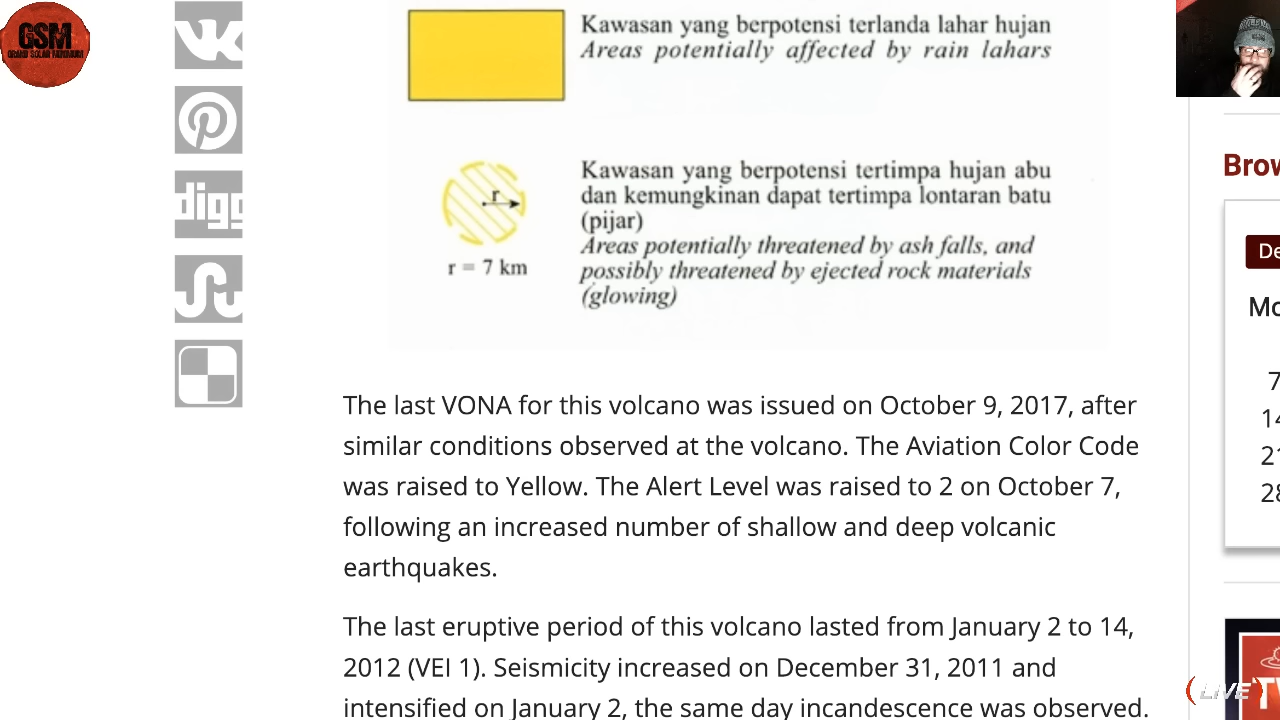 GSM
GRAND SOLAR MINIMUM
Kawasan yang berpotensi terlanda lahar hujan
Areas potentially affected by rain lahars
r
r = 7 km
Kawasan yang berpotensi tertimpa hujan abu
dan kemungkinan dapat tertimpa lontaran batu
(pijar)
Areas potentially threatened by ash falls, and
possibly threatened by ejected rock materials
(glowing)
digg
The last VONA for this volcano was issued on October 9, 2017, after
similar conditions observed at the volcano. The Aviation Color Code
was raised to Yellow. The Alert Level was raised to 2 on October 7,
following an increased number of shallow and deep volcanic
earthquakes.
The last eruptive period of this volcano lasted from January 2 to 14,
2012 (VEI 1). Seismicity increased on December 31, 2011 and
intensified on January 2, the same day incandescence was observed.
Brow
De
Mo
7
14
21
28
(LIVE)
TW